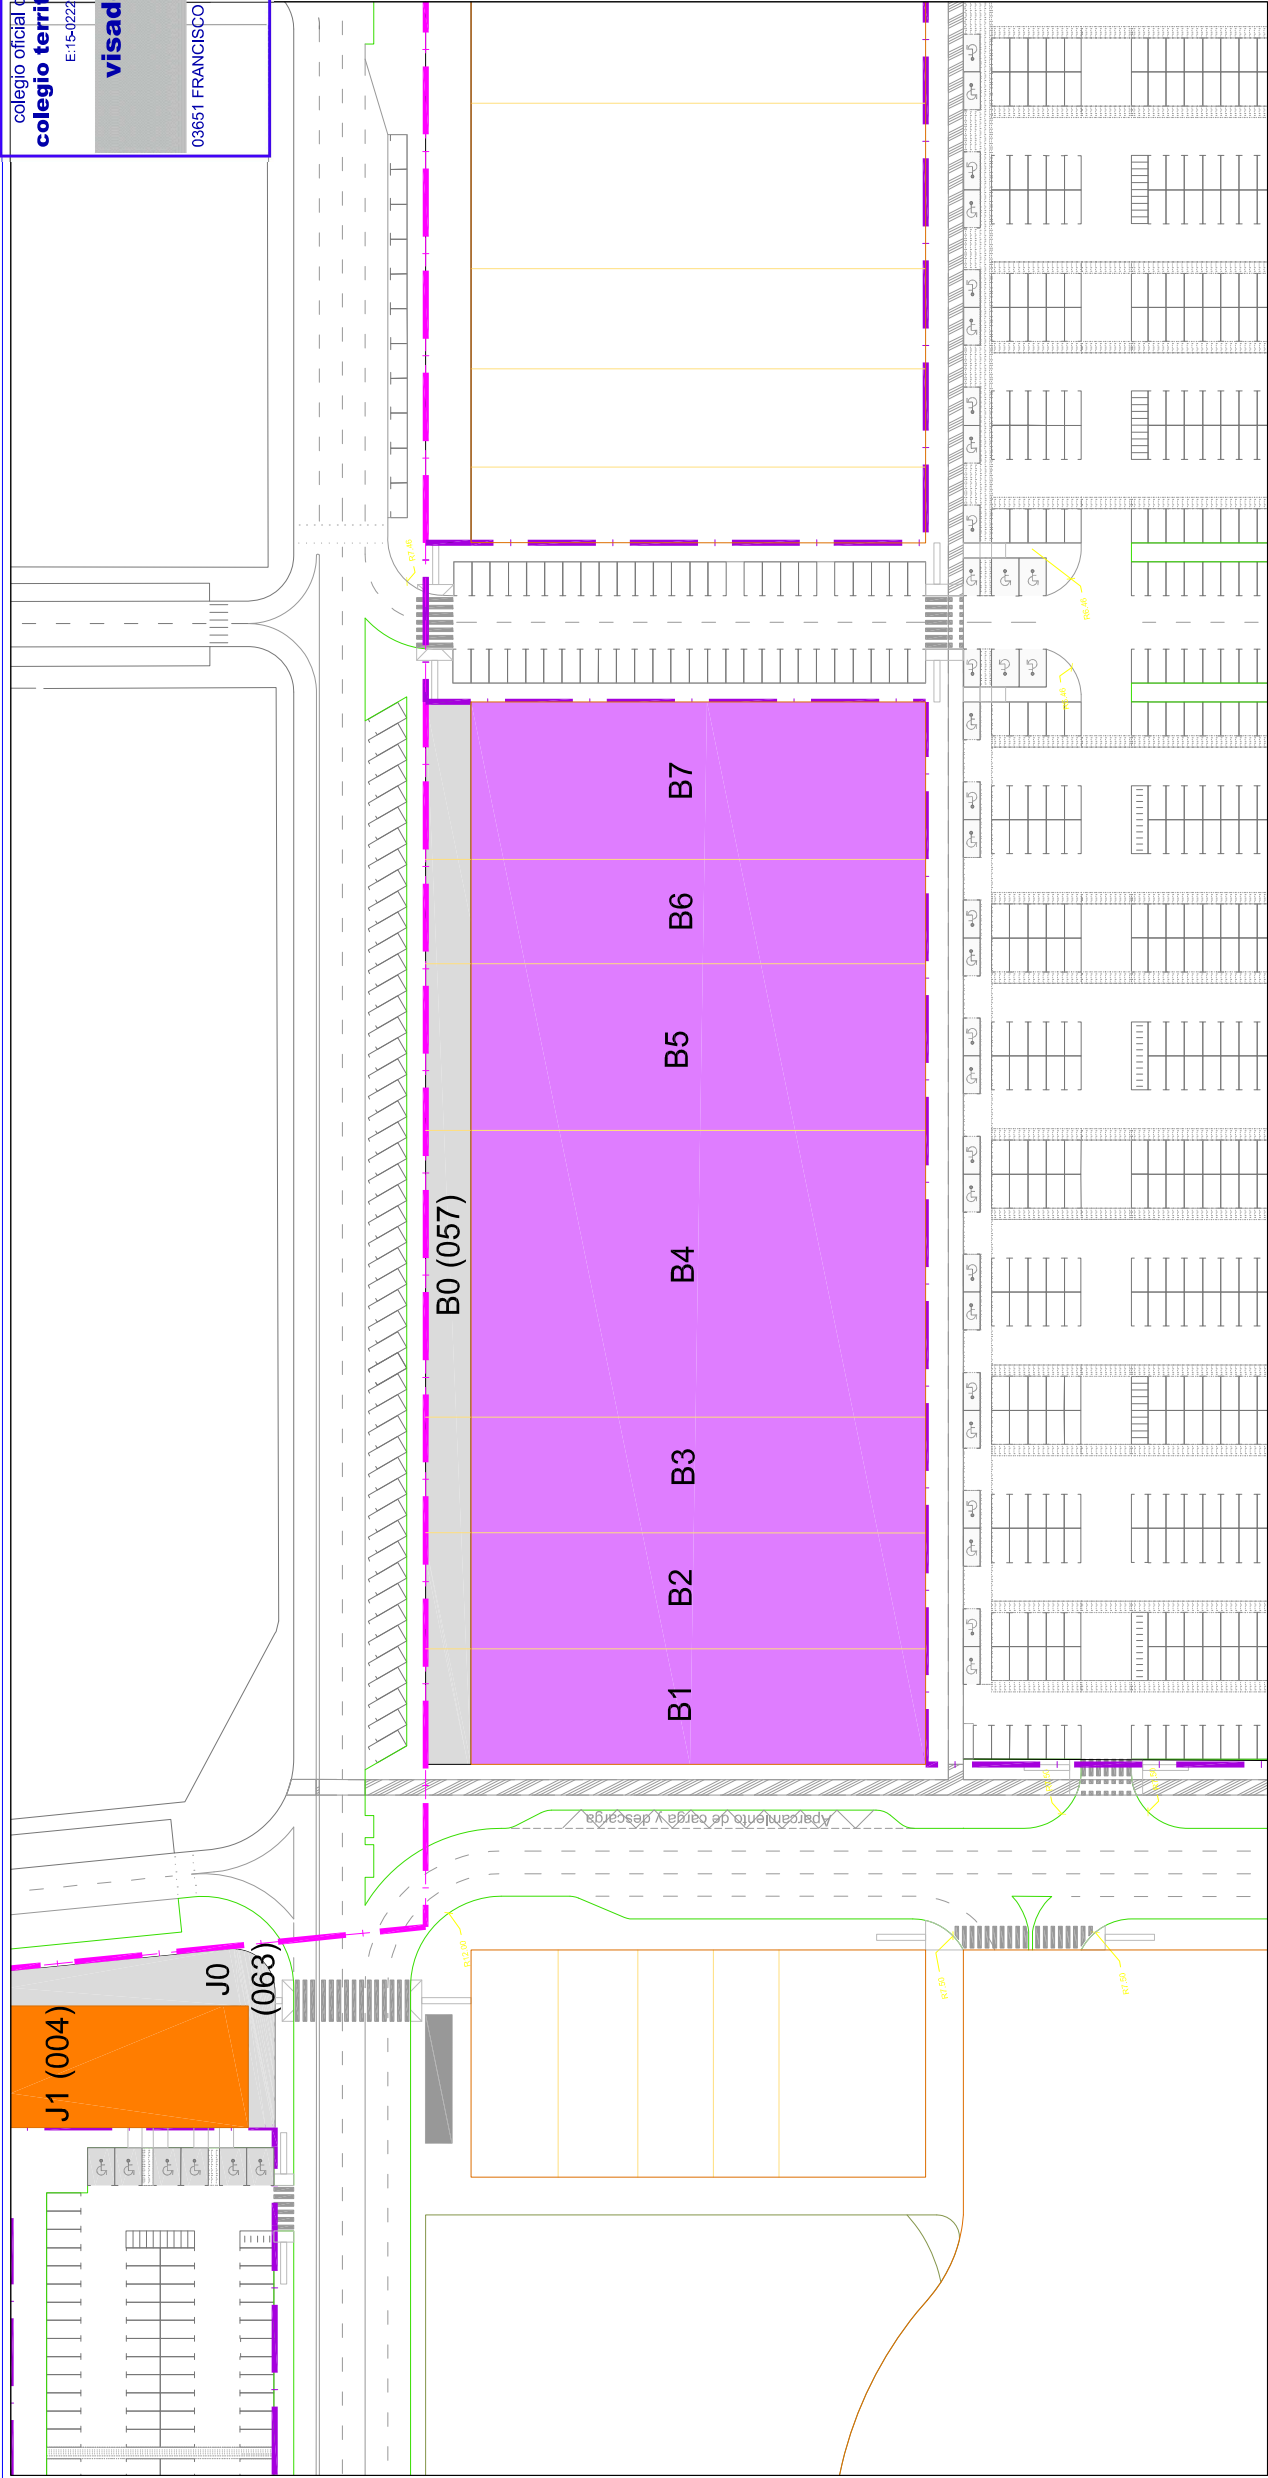 colegio oficial
colegio territ
E:15-0222
visad
03651 FRANCISCO
B7
B6
B5
B0 (057)
B4
B3
B2
B1
Aparcamiento de carga y descarga
J0
(063)
J1 (004)